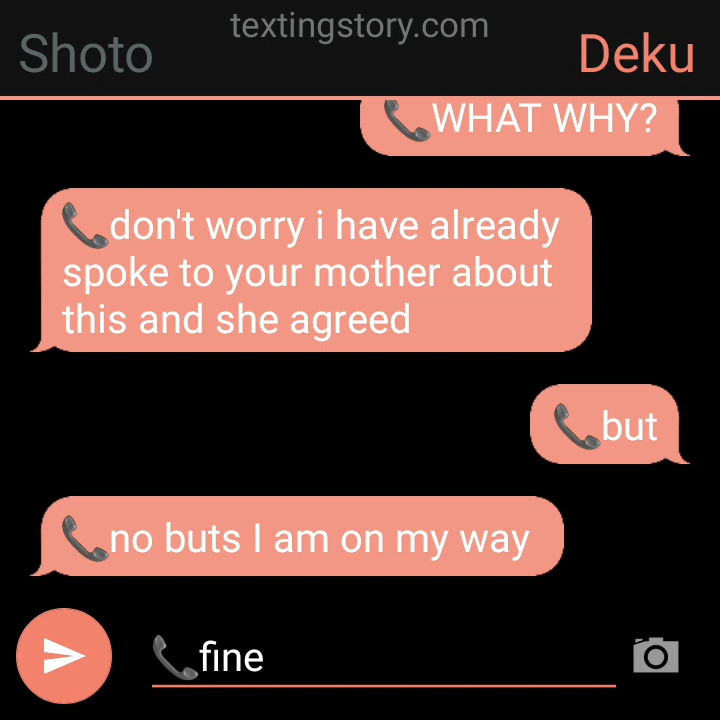 textingstory.com
Shoto
Deku
📞WHAT WHY?
📞don't worry i have already
spoke to your mother about
this and she agreed
📞but
📞no buts I am on my way
📞fine